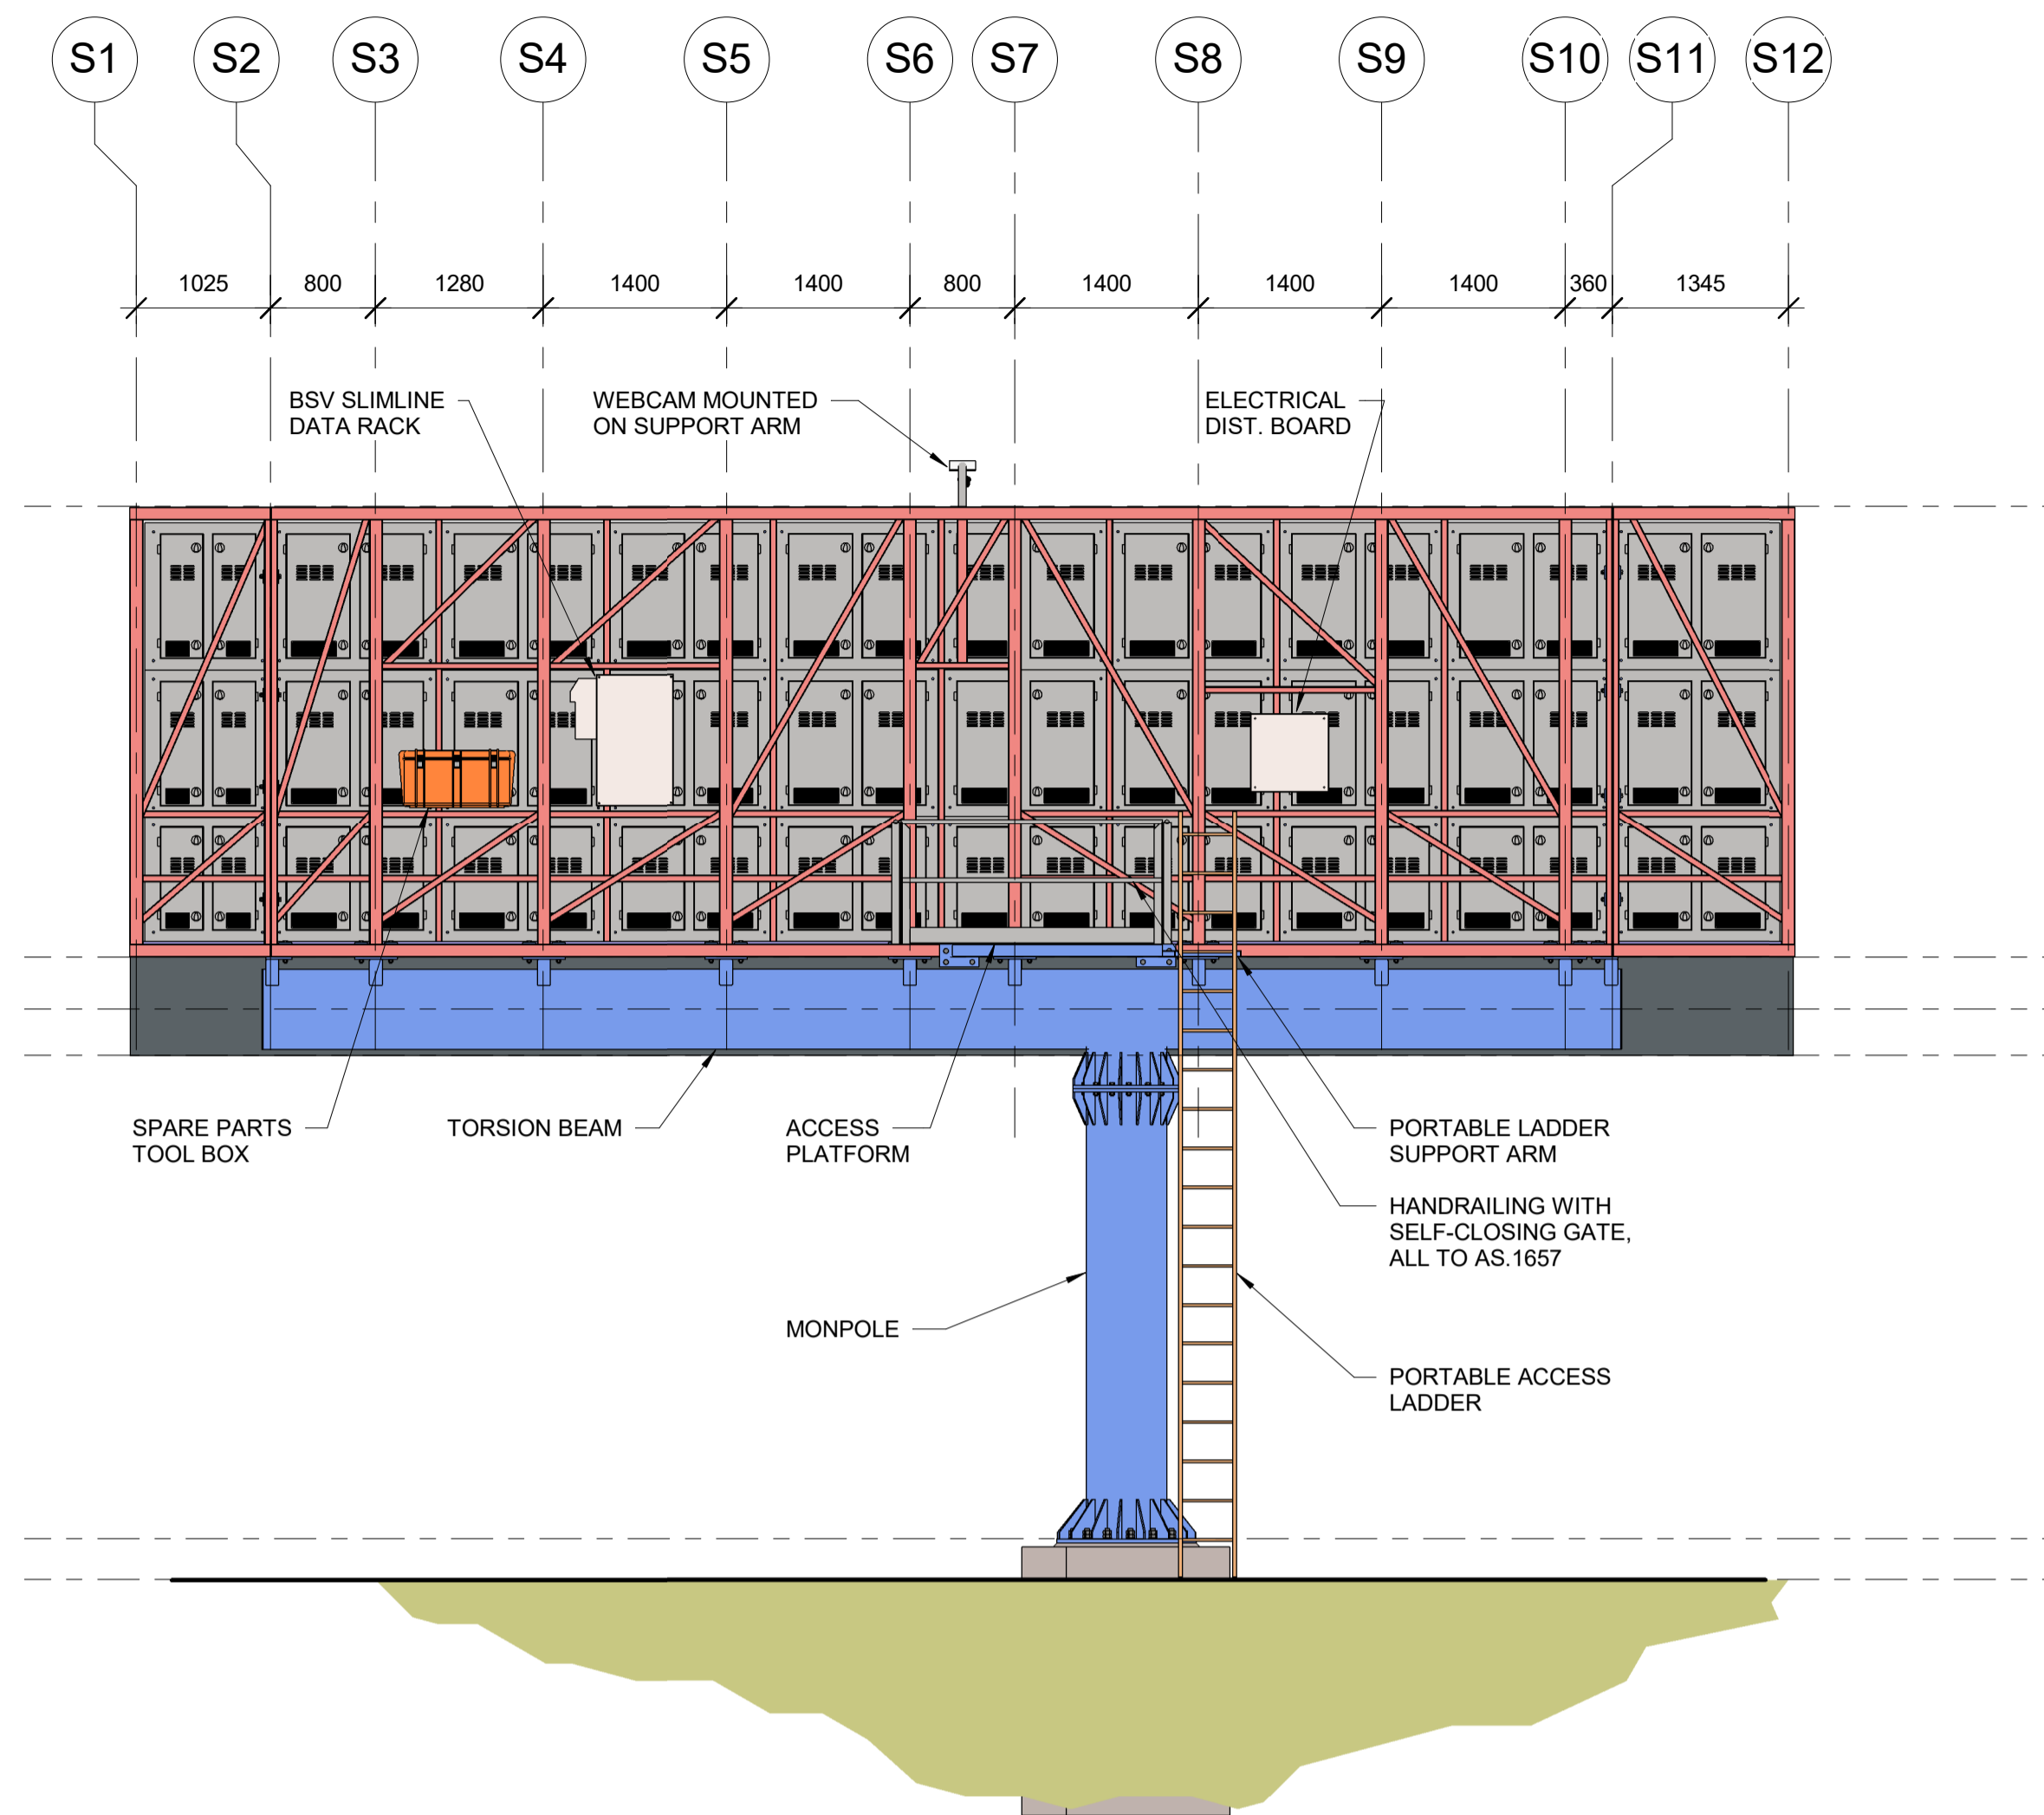 S1 S2 S3 S4 S5 S6 S7 S8 S9 S10 S11 S12
1025 800 1280 1400 1400 800 1400 1400 1400 360 1345
BSV SLIMLINE
DATA RACK
WEBCAM MOUNTED
ON SUPPORT ARM
ELECTRICAL
DIST. BOARD
SPARE PARTS
TOOL BOX
TORSION BEAM
ACCESS
PLATFORM
PORTABLE LADDER
SUPPORT ARM
HANDRAILING WITH
SELF-CLOSING GATE,
ALL TO AS.1657
MONPOLE
PORTABLE ACCESS
LADDER